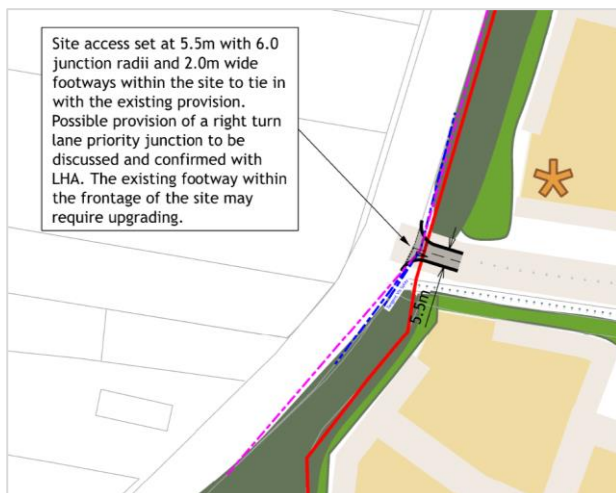 Site access set at 5.5m with 6.0
junction radii and 2.0m wide
footways within the site to tie in
with the existing provision.
Possible provision of a right turn
lane priority junction to be
discussed and confirmed with
LHA. The existing footway within
the frontage of the site may
require upgrading.
5.5m